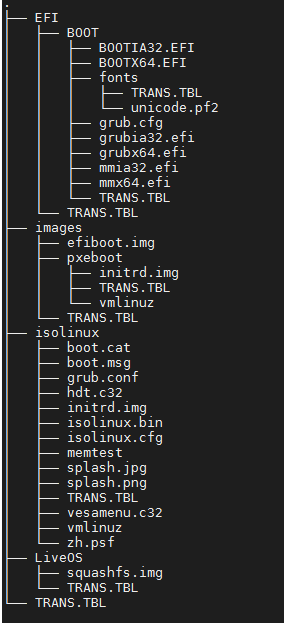 .
├── EFI
│   ├── BOOT
│   │   ├── BOOTIA32.EFI
│   │   ├── BOOTX64.EFI
│   │   ├── fonts
│   │   │   ├── TRANS.TBL
│   │   │   └── unicode.pf2
│   │   ├── grub.cfg
│   │   ├── grubia32.efi
│   │   ├── grubx64.efi
│   │   ├── mmia32.efi
│   │   ├── mmx64.efi
│   │   └── TRANS.TBL
│   └── TRANS.TBL
├── images
│   ├── efiboot.img
│   ├── pxeboot
│   │   ├── initrd.img
│   │   ├── TRANS.TBL
│   │   └── vmlinuz
│   └── TRANS.TBL
├── isolinux
│   ├── boot.cat
│   ├── boot.msg
│   ├── grub.conf
│   ├── hdt.c32
│   ├── initrd.img
│   ├── isolinux.bin
│   ├── isolinux.cfg
│   ├── memtest
│   ├── splash.jpg
│   ├── splash.png
│   ├── TRANS.TBL
│   ├── vesamenu.c32
│   ├── vmlinuz
│   └── zh.psf
├── LiveOS
│   ├── squashfs.img
│   └── TRANS.TBL
└── TRANS.TBL